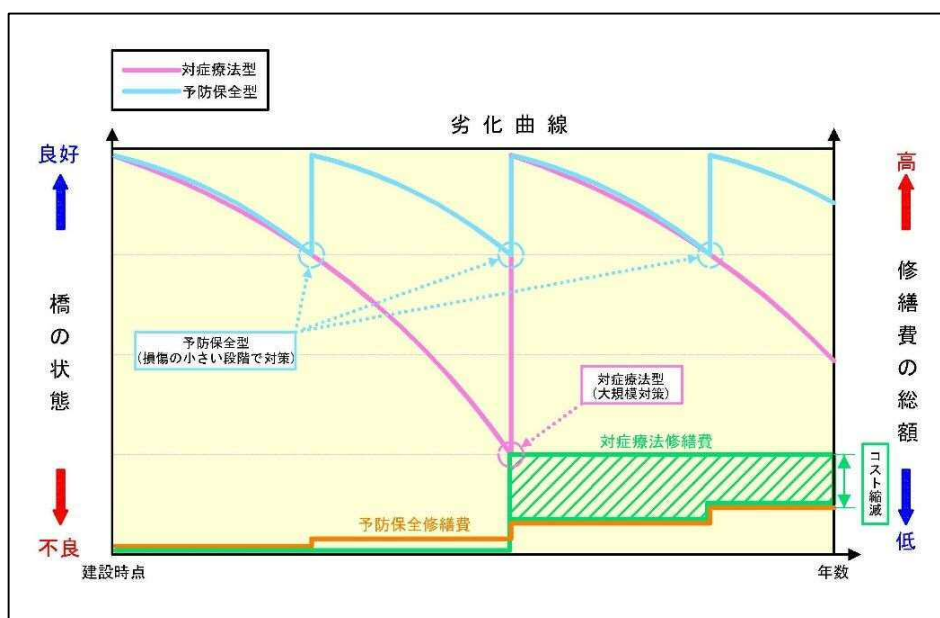 対症療法型
予防保全型
劣化曲線
良好
橋の状態
不良
高
修繕費の総額
低
予防保全型
(損傷の小さい段階で対策)
対症療法型
(大規模対策)
対症療法修繕費
コスト縮減
予防保全修繕費
建設時点
年数